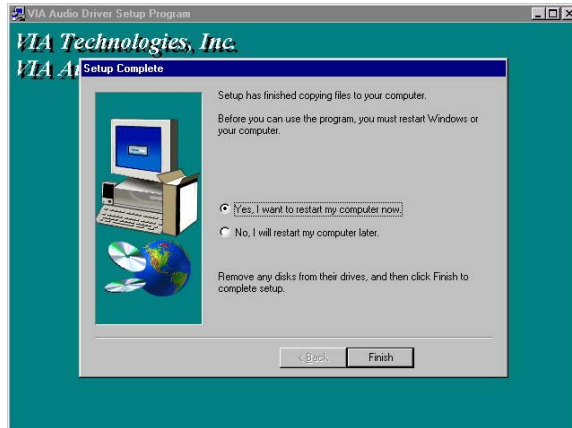 VIA Audio Driver Setup Program
VIA Technologies, Inc.
VIA
Setup Complete
Setup has finished copying files to your computer.
Before you can use the program, you must restart Windows or
your computer.
Yes, I want to restart my computer now.
No, I will restart my computer later.
Remove any disks from their drives, and then click Finish to
complete setup.
< Back
Finish